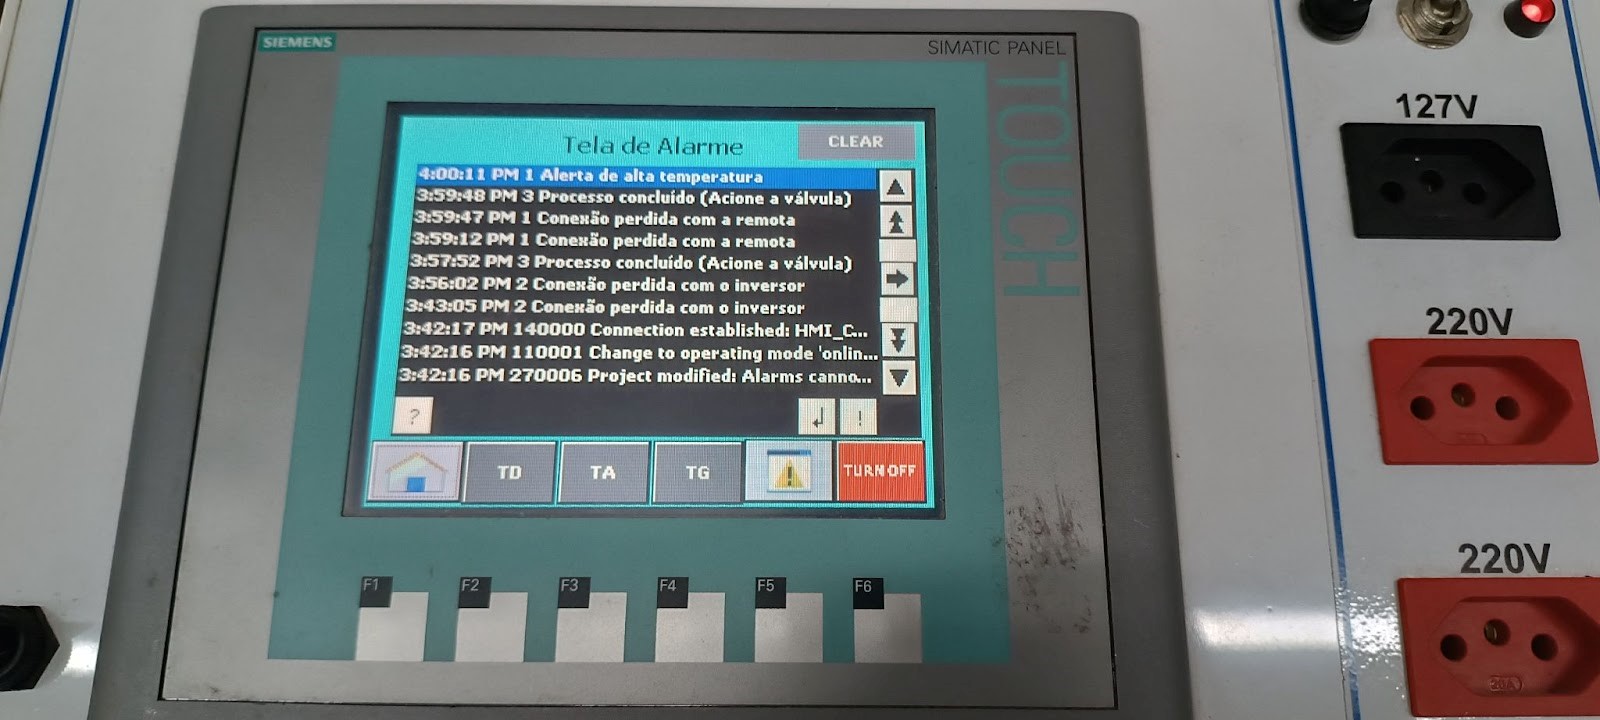 SIEMENS
SIMATIC PANEL
TOUCH
Tela de Alarme
CLEAR
4:00:11 PM 1 Alerta de alta temperatura
3:59:48 PM 3 Processo concluído (Acione a válvula)
3:59:47 PM 1 Conexão perdida com a remota
3:59:12 PM 1 Conexão perdida com a remota
3:57:52 PM 3 Processo concluído (Acione a válvula)
3:56:02 PM 2 Conexão perdida com o inversor
3:43:05 PM 2 Conexão perdida com o inversor
3:42:17 PM 140000 Connection established: HMI_C...
3:42:16 PM 110001 Change to operating mode 'onlin...
3:42:16 PM 270006 Project modified: Alarms canno...
?
!
TD
TA
TG
TURN OFF
F1
F2
F3
F4
F5
F6
127V
220V
220V
20A